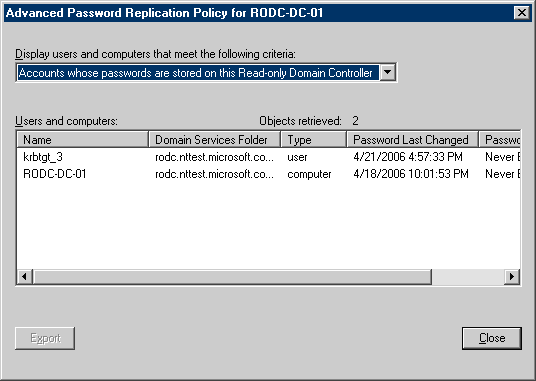 Advanced Password Replication Policy for RODC-DC-01
Display users and computers that meet the following criteria:
Accounts whose passwords are stored on this Read-only Domain Controller
Users and computers: Objects retrieved: 2
Name Domain Services Folder Type Password Last Changed Passwo
krbtgt_3 rodc.nttest.microsoft.co... user 4/21/2006 4:57:33 PM Never E
RODC-DC-01 rodc.nttest.microsoft.co... computer 4/18/2006 10:01:53 PM Never E
Export Close